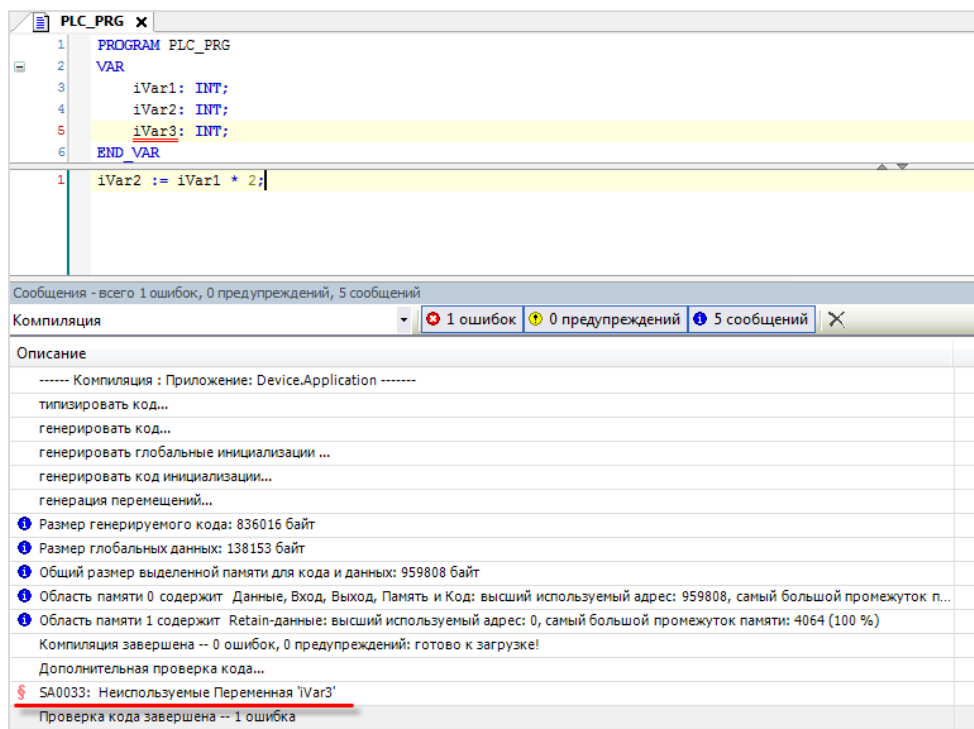 PLC_PRG X
1 PROGRAM PLC_PRG
2 VAR
3 iVar1: INT;
4 iVar2: INT;
5 iVar3: INT;
6 END_VAR
1 iVar2 := iVar1 * 2;
Сообщения - всего 1 ошибок, 0 предупреждений, 5 сообщений
Компиляция 1 ошибок 0 предупреждений 5 сообщений
Описание
------ Компиляция : Приложение: Device.Application -------
типизировать код...
генерировать код...
генерировать глобальные инициализации ...
генерировать код инициализации...
генерация перемещений...
Размер генерируемого кода: 836016 байт
Размер глобальных данных: 138153 байт
Общий размер выделенной памяти для кода и данных: 959808 байт
Область памяти 0 содержит Данные, Вход, Выход, Память и Код: высший используемый адрес: 959808, самый большой промежуток п...
Область памяти 1 содержит Retain-данные: высший используемый адрес: 0, самый большой промежуток памяти: 4064 (100 %)
Компиляция завершена -- 0 ошибок, 0 предупреждений: готово к загрузке!
Дополнительная проверка кода...
§ SA0033: Неиспользуемые Переменная 'iVar3'
Проверка кода завершена -- 1 ошибка